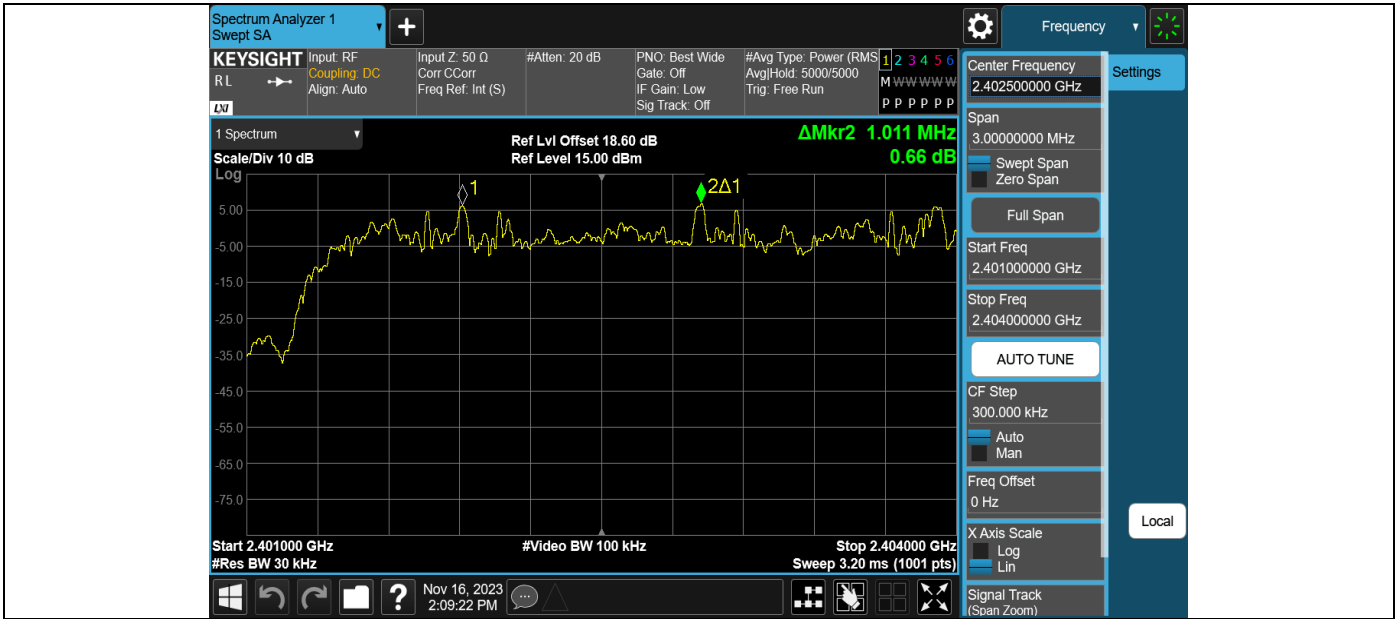 Spectrum Analyzer 1
Swept SA
+
Frequency
KEYSIGHT
RL
LXI
Input: RF
Coupling: DC
Align: Auto
Input Z: 50 Ω
Corr CCorr
Freq Ref: Int (S)
#Atten: 20 dB
PNO: Best Wide
Gate: Off
IF Gain: Low
Sig Track: Off
#Avg Type: Power (RMS
Avg|Hold: 5000/5000
Trig: Free Run
1 2 3 4 5 6
M W W W W W
P P P P P P
1 Spectrum
Scale/Div 10 dB
Ref Lvl Offset 18.60 dB
Ref Level 15.00 dBm
ΔMkr2 1.011 MHz
0.66 dB
Log
1
2Δ1
5.00
-5.00
-15.0
-25.0
-35.0
-45.0
-55.0
-65.0
-75.0
Start 2.401000 GHz
#Video BW 100 kHz
Stop 2.404000 GHz
#Res BW 30 kHz
Sweep 3.20 ms (1001 pts)
?
Nov 16, 2023
2:09:22 PM
Center Frequency
2.402500000 GHz
Settings
Span
3.00000000 MHz
Swept Span
Zero Span
Full Span
Start Freq
2.401000000 GHz
Stop Freq
2.404000000 GHz
AUTO TUNE
CF Step
300.000 kHz
Auto
Man
Freq Offset
0 Hz
X Axis Scale
Log
Lin
Local
Signal Track
(Span Zoom)